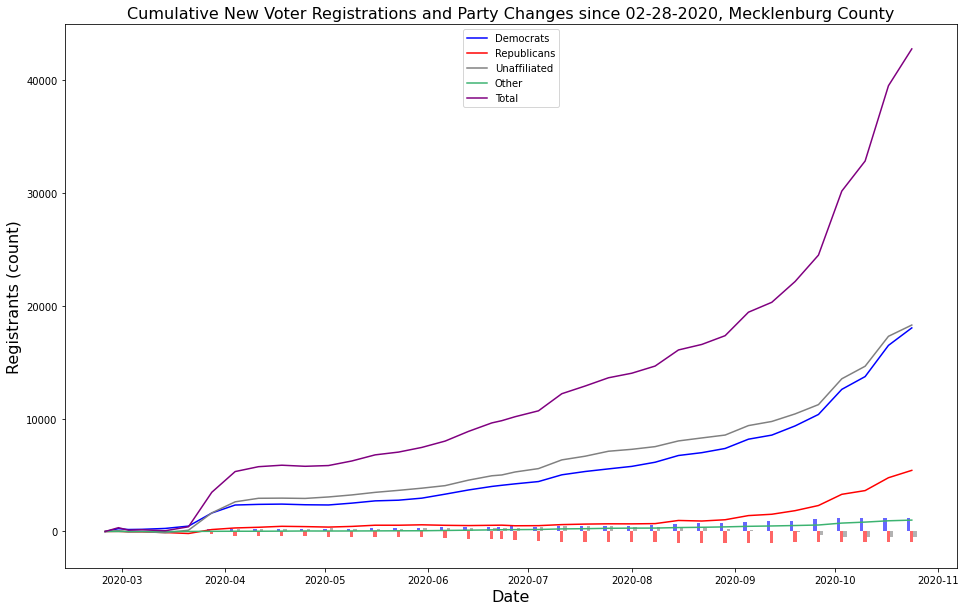 Cumulative New Voter Registrations and Party Changes since 02-28-2020, Mecklenburg County
Democrats
Republicans
Unaffiliated
Other
Total
Registrants (count)
40000
30000
20000
10000
0
2020-03
2020-04
2020-05
2020-06
2020-07
2020-08
2020-09
2020-10
2020-11
Date